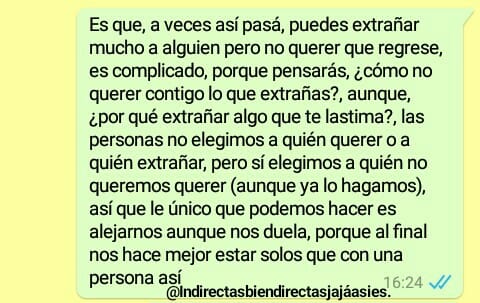 Es que, a veces así pasá, puedes extrañar
mucho a alguien pero no querer que regrese,
es complicado, porque pensarás, ¿cómo no
querer contigo lo que extrañas?, aunque,
¿por qué extrañar algo que te lastima?, las
personas no elegimos a quién querer o a
quién extrañar, pero sí elegimos a quién no
queremos querer (aunque ya lo hagamos),
así que le único que podemos hacer es
alejarnos aunque nos duela, porque al final
nos hace mejor estar solos que con una
persona así
16:24
@Indirectasbiendirectasjajáasies.